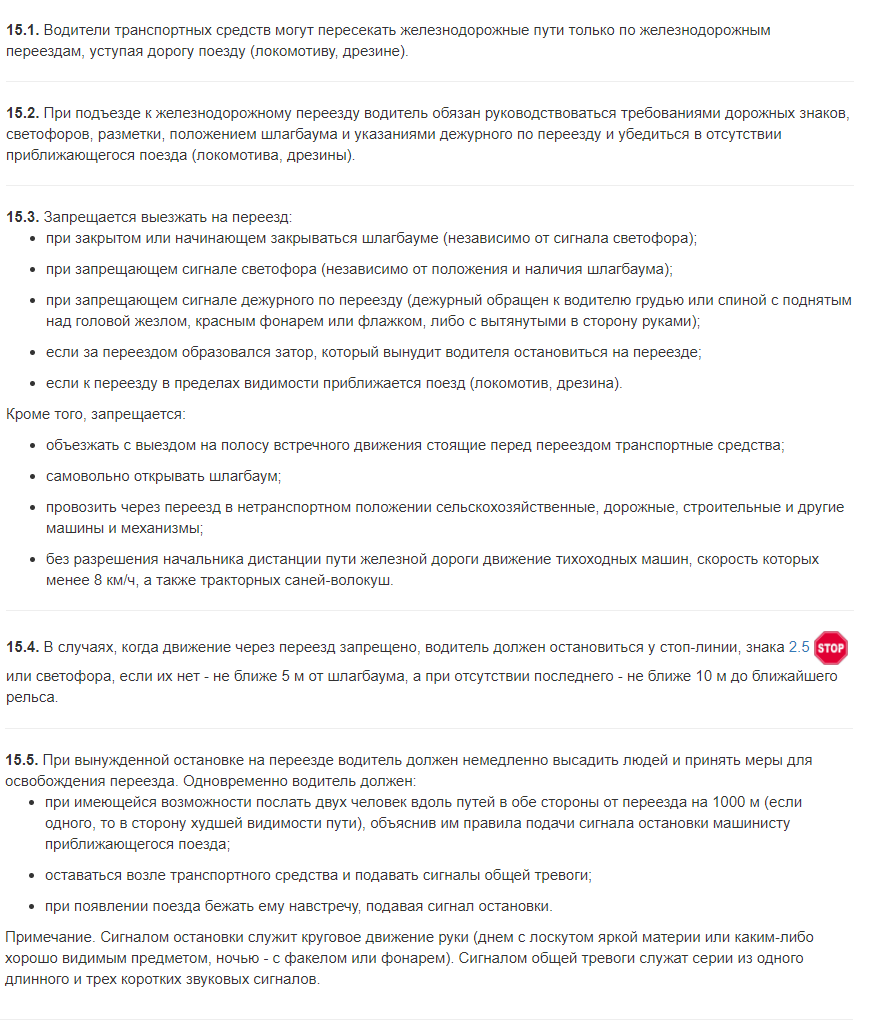 15.1. Водители транспортных средств могут пересекать железнодорожные пути только по железнодорожным
переездам, уступая дорогу поезду (локомотиву, дрезине).
15.2. При подъезде к железнодорожному переезду водитель обязан руководствоваться требованиями дорожных знаков,
светофоров, разметки, положением шлагбаума и указаниями дежурного по переезду и убедиться в отсутствии
приближающегося поезда (локомотива, дрезины).
15.3. Запрещается выезжать на переезд:
• при закрытом или начинающем закрываться шлагбауме (независимо от сигнала светофора);
• при запрещающем сигнале светофора (независимо от положения и наличия шлагбаума);
• при запрещающем сигнале дежурного по переезду (дежурный обращен к водителю грудью или спиной с поднятым
над головой жезлом, красным фонарем или флажком, либо с вытянутыми в сторону руками);
• если за переездом образовался затор, который вынудит водителя остановиться на переезде;
• если к переезду в пределах видимости приближается поезд (локомотив, дрезина).
Кроме того, запрещается:
• объезжать с выездом на полосу встречного движения стоящие перед переездом транспортные средства;
• самовольно открывать шлагбаум;
• провозить через переезд в нетранспортном положении сельскохозяйственные, дорожные, строительные и другие
машины и механизмы;
• без разрешения начальника дистанции пути железной дороги движение тихоходных машин, скорость которых
менее 8 км/ч, а также тракторных саней-волокуш.
15.4. В случаях, когда движение через переезд запрещено, водитель должен остановиться у стоп-линии, знака 2.5 STOP
или светофора, если их нет - не ближе 5 м от шлагбаума, а при отсутствии последнего - не ближе 10 м до ближайшего
рельса.
15.5. При вынужденной остановке на переезде водитель должен немедленно высадить людей и принять меры для
освобождения переезда. Одновременно водитель должен:
• при имеющейся возможности послать двух человек вдоль путей в обе стороны от переезда на 1000 м (если
одного, то в сторону худшей видимости пути), объяснив им правила подачи сигнала остановки машинисту
приближающегося поезда;
• оставаться возле транспортного средства и подавать сигналы общей тревоги;
• при появлении поезда бежать ему навстречу, подавая сигнал остановки.
Примечание. Сигналом остановки служит круговое движение руки (днем с лоскутом яркой материи или каким-либо
хорошо видимым предметом, ночью - с факелом или фонарем). Сигналом общей тревоги служат серии из одного
длинного и трех коротких звуковых сигналов.